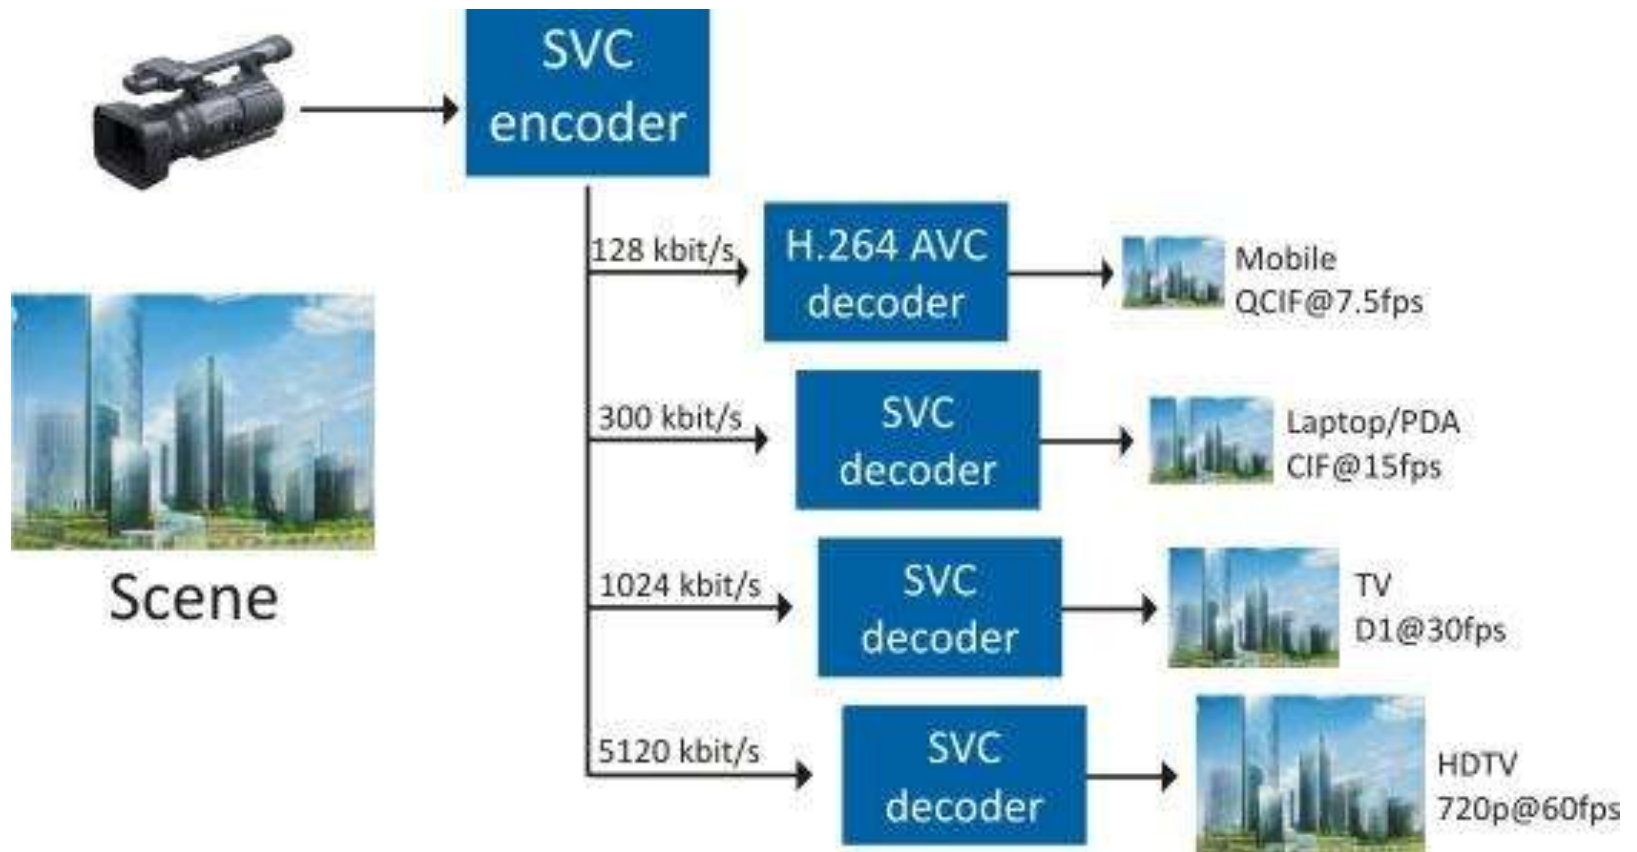 SVC
encoder
128 kbit/s
H.264 AVC
decoder
Mobile
QCIF@7.5fps
300 kbit/s
SVC
decoder
Laptop/PDA
CIF@15fps
Scene
1024 kbit/s
SVC
decoder
TV
D1@30fps
5120 kbit/s
SVC
decoder
HDTV
720p@60fps